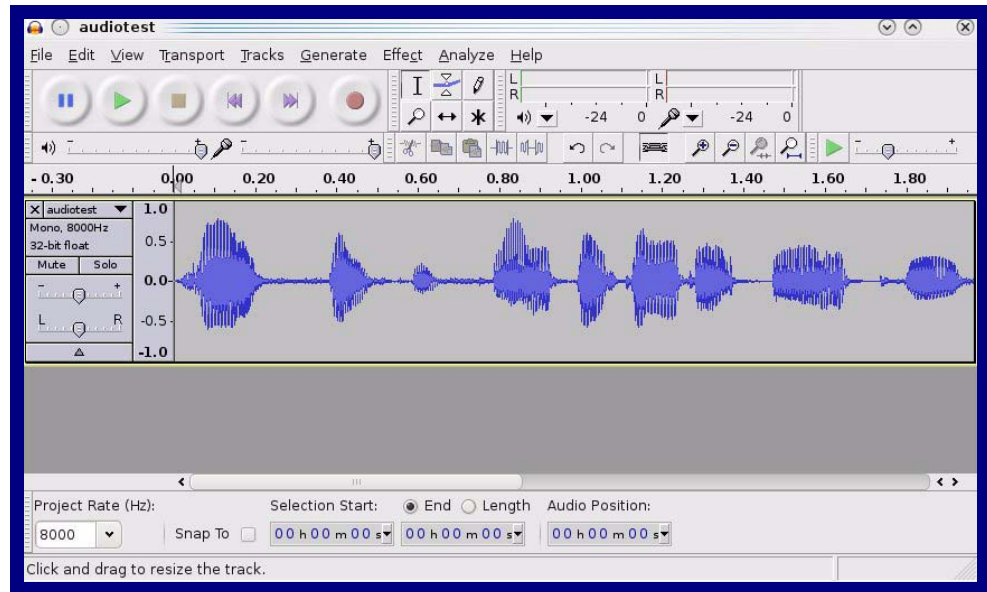 audiotest
File Edit View Transport Tracks Generate Effect Analyze Help
L L
R R
-24 0 -24 0
- +
- +
- +
- 0.30 0.00 0.20 0.40 0.60 0.80 1.00 1.20 1.40 1.60 1.80
X audiotest
Mono, 8000Hz
32-bit float
Mute Solo
- +
L R
1.0
0.5
0.0
-0.5
-1.0
Project Rate (Hz): Selection Start: End Length Audio Position:
8000 Snap To 00 h 00 m 00 s 00 h 00 m 00 s 00 h 00 m 00 s
Click and drag to resize the track.